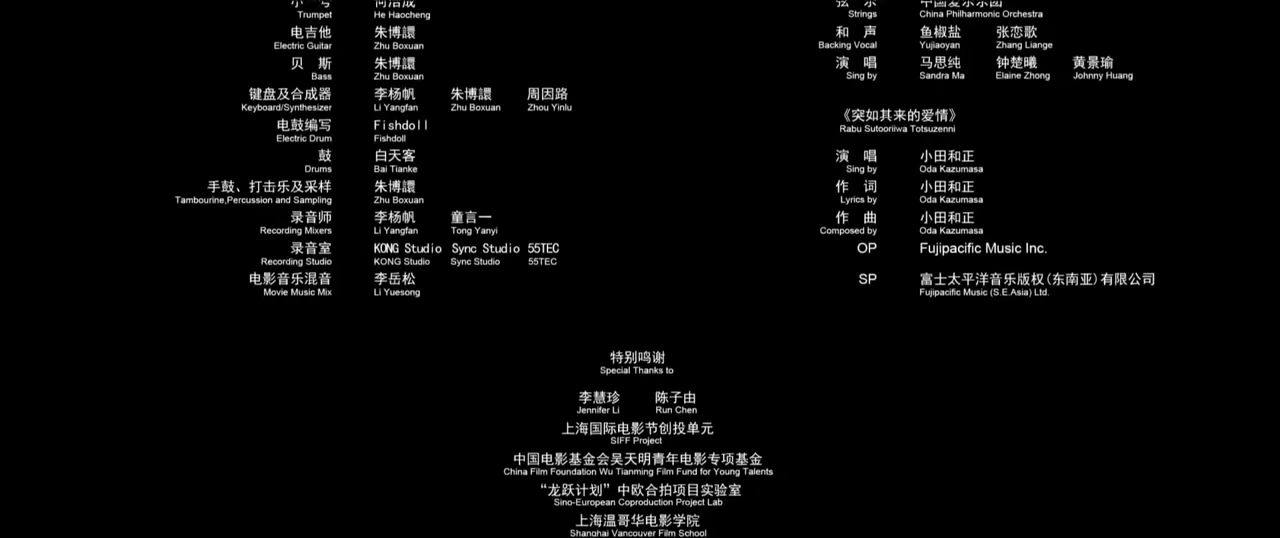 Trumpet He Haocheng
电吉他 朱博譞
Electric Guitar Zhu Boxuan
贝 斯 朱博譞
Bass Zhu Boxuan
键盘及合成器 李杨帆 朱博譞 周因路
Keyboard/Synthesizer Li Yangfan Zhu Boxuan Zhou Yinlu
电鼓编写 Fishdoll
Electric Drum Fishdoll
鼓 白天客
Drums Bai Tianke
手鼓、打击乐及采样 朱博譞
Tambourine,Percussion and Sampling Zhu Boxuan
录音师 李杨帆 童言一
Recording Mixers Li Yangfan Tong Yanyi
录音室 KONG Studio Sync Studio 55TEC
Recording Studio KONG Studio Sync Studio 55TEC
电影音乐混音 李岳松
Movie Music Mix Li Yuesong
弦 乐 中国爱乐乐团
Strings China Philharmonic Orchestra
和 声 鱼椒盐 张恋歌
Backing Vocal Yujiaoyan Zhang Liange
演 唱 马思纯 钟楚曦 黄景瑜
Sing by Sandra Ma Elaine Zhong Johnny Huang
《突如其来的爱情》
Rabu Sutooriiwa Totsuzenni
演 唱 小田和正
Sing by Oda Kazumasa
作 词 小田和正
Lyrics by Oda Kazumasa
作 曲 小田和正
Composed by Oda Kazumasa
OP Fujipacific Music Inc.
SP 富士太平洋音乐版权(东南亚)有限公司
Fujipacific Music (S.E.Asia) Ltd.
特别鸣谢
Special Thanks to
李慧珍 陈子由
Jennifer Li Run Chen
上海国际电影节创投单元
SIFF Project
中国电影基金会吴天明青年电影专项基金
China Film Foundation Wu Tianming Film Fund for Young Talents
“龙跃计划”中欧合拍项目实验室
Sino-European Coproduction Project Lab
上海温哥华电影学院
Shanghai Vancouver Film School